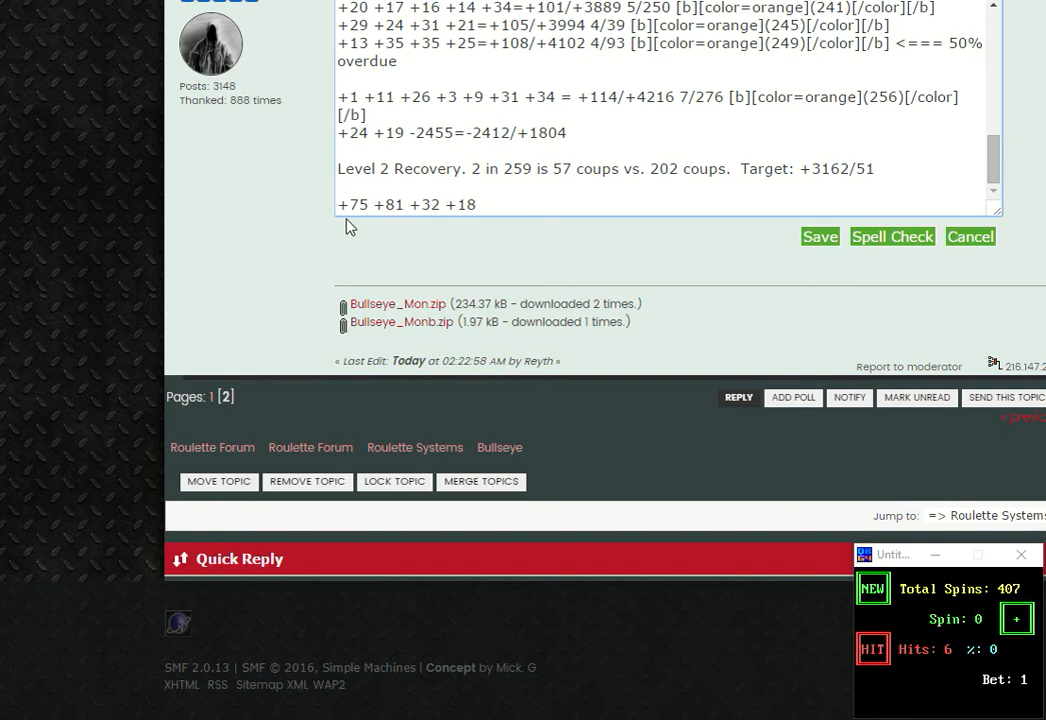 +20 +17 +16 +14 +34=+101/+3889 5/250 [b][color=orange](241)[/color][/b]
+29 +24 +31 +21=+105/+3994 4/39 [b][color=orange](245)[/color][/b]
+13 +35 +35 +25=+108/+4102 4/93 [b][color=orange](249)[/color][/b] <=== 50%
overdue
Posts: 3148
Thanked: 888 times
+1 +11 +26 +3 +9 +31 +34 = +114/+4216 7/276 [b][color=orange](256)[/color]
[/b]
+24 +19 -2455=-2412/+1804
Level 2 Recovery. 2 in 259 is 57 coups vs. 202 coups.  Target: +3162/51
+75 +81 +32 +18
Save Spell Check Cancel
Bullseye_Mon.zip (234.37 kB - downloaded 2 times.)
Bullseye_Monb.zip (1.97 kB - downloaded 1 times.)
« Last Edit: Today at 02:22:58 AM by Reyth »
Report to moderator 216.147.2
Pages: 1 [2]
REPLY ADD POLL NOTIFY MARK UNREAD SEND THIS TOPIC
« previo
Roulette Forum Roulette Forum Roulette Systems Bullseye
MOVE TOPIC REMOVE TOPIC LOCK TOPIC MERGE TOPICS
Jump to: => Roulette Systems
Quick Reply
Untit...
NEW Total Spins: 407
Spin: 0 +
HIT Hits: 6 %: 0
Bet: 1
SMF 2.0.13 | SMF © 2016, Simple Machines | Concept by Mick. G
XHTML RSS Sitemap XML WAP2